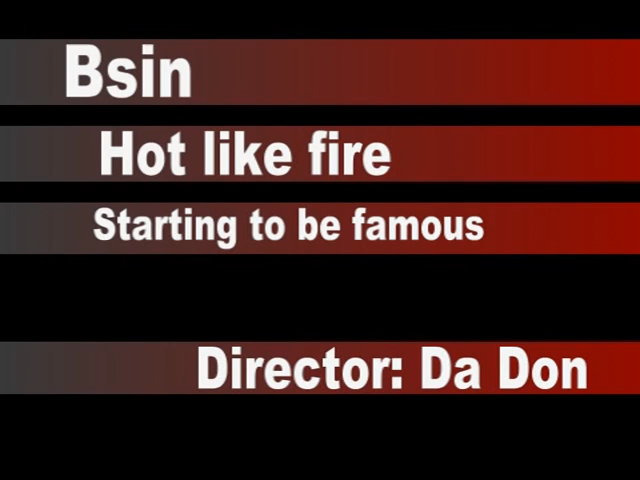 Bsin
Hot like fire
Starting to be famous
Director: Da Don